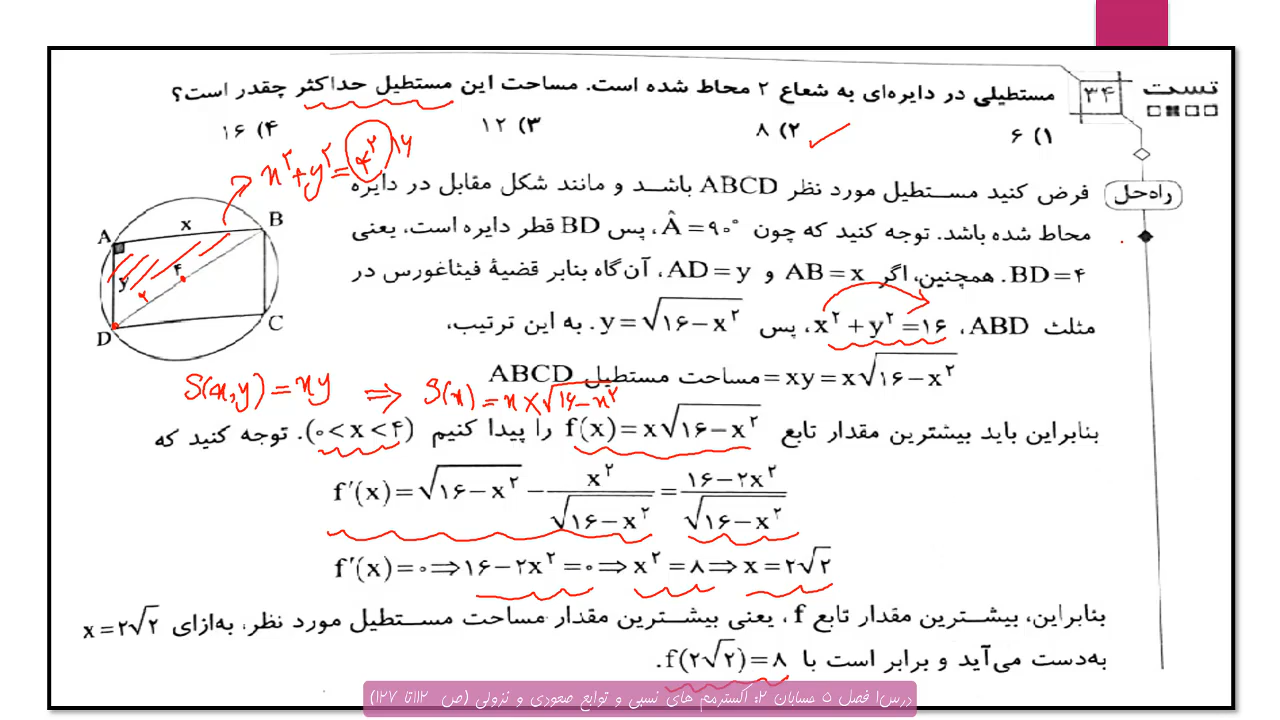 تست ۳۴
مستطیلی در دایره‌ای به شعاع ۲ محاط شده است. مساحت این مستطیل حداکثر چقدر است؟
۱) ۶
۲) ۸
۳) ۱۲
۴) ۱۶
x² + y² = ۴² ۱۶
راه‌حل
فرض کنید مستطیل مورد نظر ABCD باشد و مانند شکل مقابل در دایره
محاط شده باشد. توجه کنید که چون Â = ۹۰°، پس BD قطر دایره است، یعنی
BD = ۴. همچنین، اگر AB = x و AD = y، آن‌گاه بنابر قضیهٔ فیثاغورس در
مثلث ABD، x² + y² = ۱۶، پس y = √(۱۶ − x²). به این ترتیب،
A
x
B
y
۴
۲
D
C
مساحت مستطیل ABCD = xy = x√(۱۶ − x²)
S(x,y) = xy ⇒ S(x) = x × √(۱۶ − x²)
بنابراین باید بیشترین مقدار تابع f(x) = x√(۱۶ − x²) را پیدا کنیم (۰ < x < ۴). توجه کنید که
f′(x) = √(۱۶ − x²) − x²/√(۱۶ − x²) = (۱۶ − ۲x²)/√(۱۶ − x²)
f′(x) = ۰ ⇒ ۱۶ − ۲x² = ۰ ⇒ x² = ۸ ⇒ x = ۲√۲
بنابراین، بیشترین مقدار تابع f، یعنی بیشترین مقدار مساحت مستطیل مورد نظر، به‌ازای x = ۲√۲
به‌دست می‌آید و برابر است با f(۲√۲) = ۸.
درس۱ فصل ۵ حسابان ۲: اکسترمم های نسبی و توابع صعودی و نزولی (ص ۱۱۲ تا ۱۲۷)